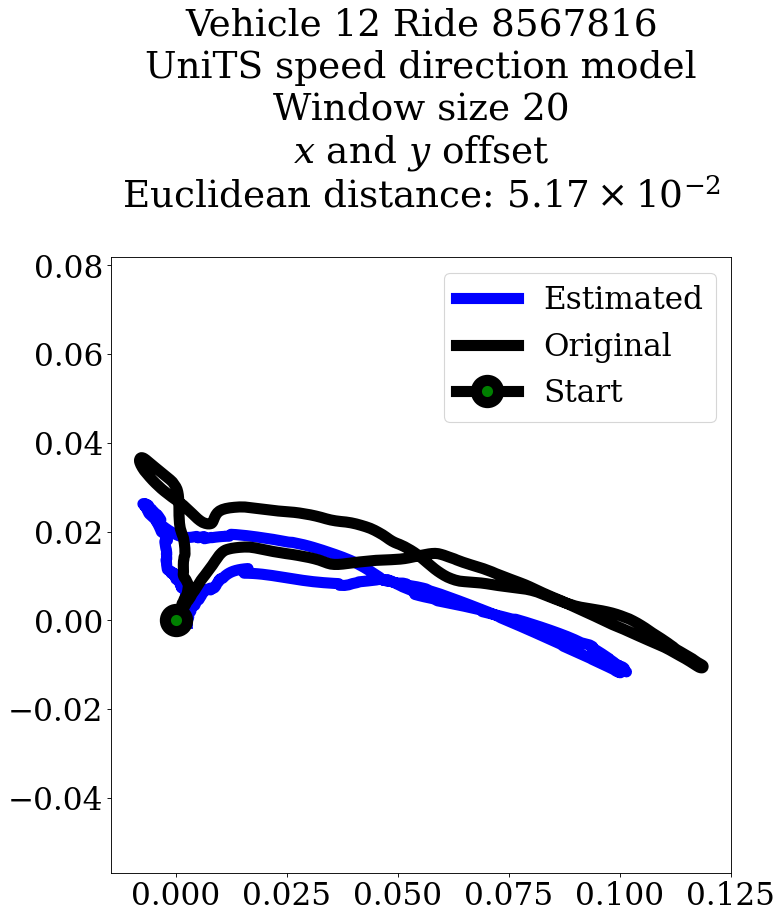 Vehicle 12 Ride 8567816
UniTS speed direction model
Window size 20
x and y offset
Euclidean distance: 5.17 × 10⁻²
Estimated
Original
Start
0.08
0.06
0.04
0.02
0.00
−0.02
−0.04
0.000 0.025 0.050 0.075 0.100 0.125